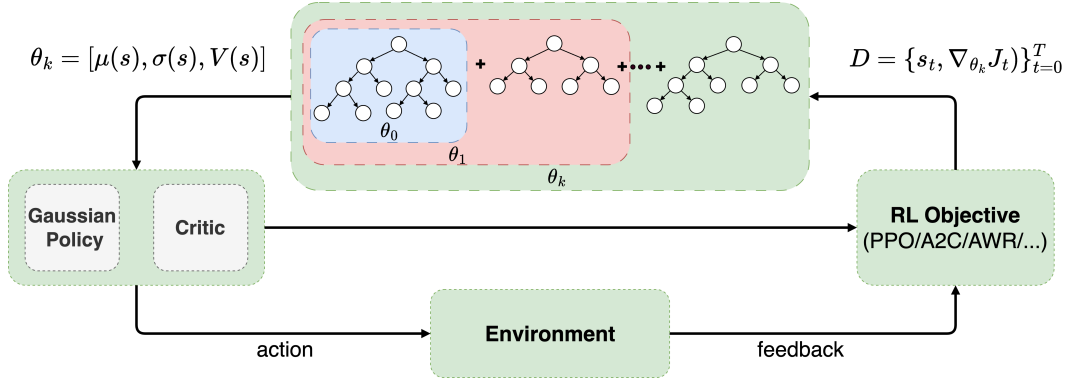 θ_k = [μ(s), σ(s), V(s)]
D = {s_t, ∇_{θ_k} J_t)}_{t=0}^T
+
+ •••• +
θ_0
θ_1
θ_k
Gaussian
Policy
Critic
RL Objective
(PPO/A2C/AWR/...)
Environment
action
feedback